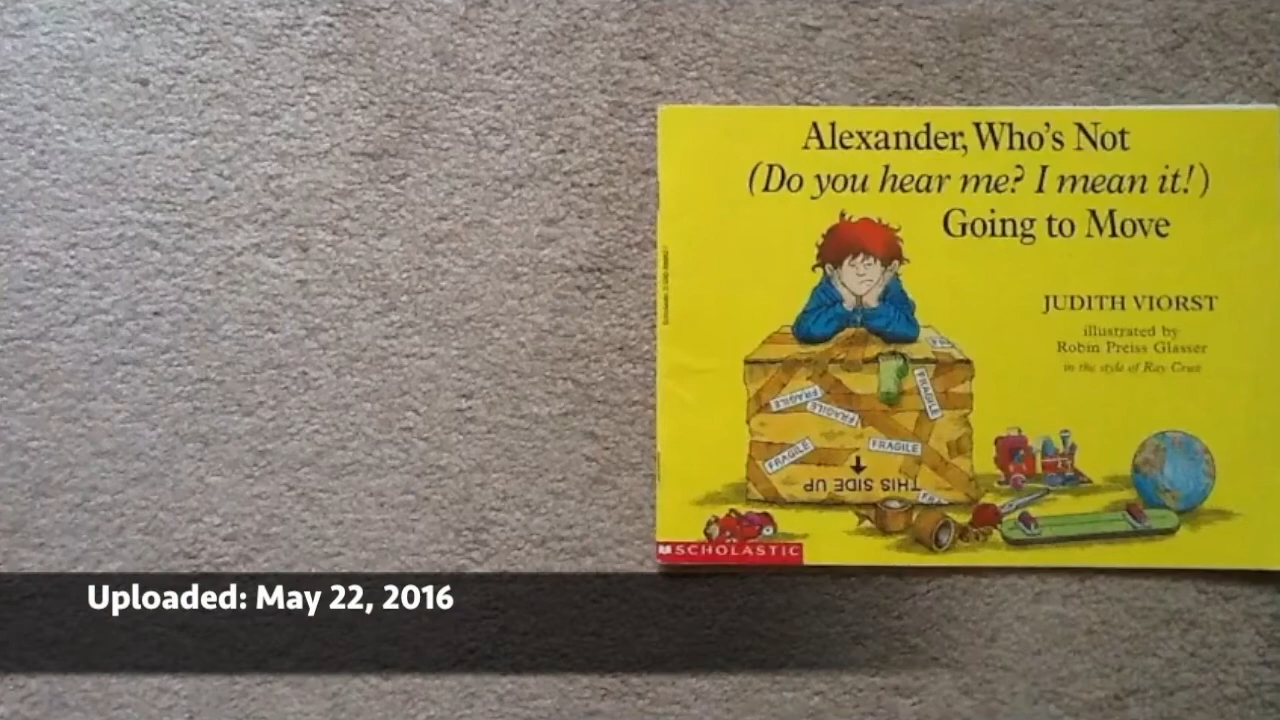 Alexander, Who's Not
(Do you hear me? I mean it!)
Going to Move
JUDITH VIORST
illustrated by
Robin Preiss Glasser
in the style of Ray Cruz
FRAGILE
FRAGILE
FRAGILE
FRAGILE
FRAGILE
THIS SIDE UP
FRA
SCHOLASTIC
Uploaded: May 22, 2016